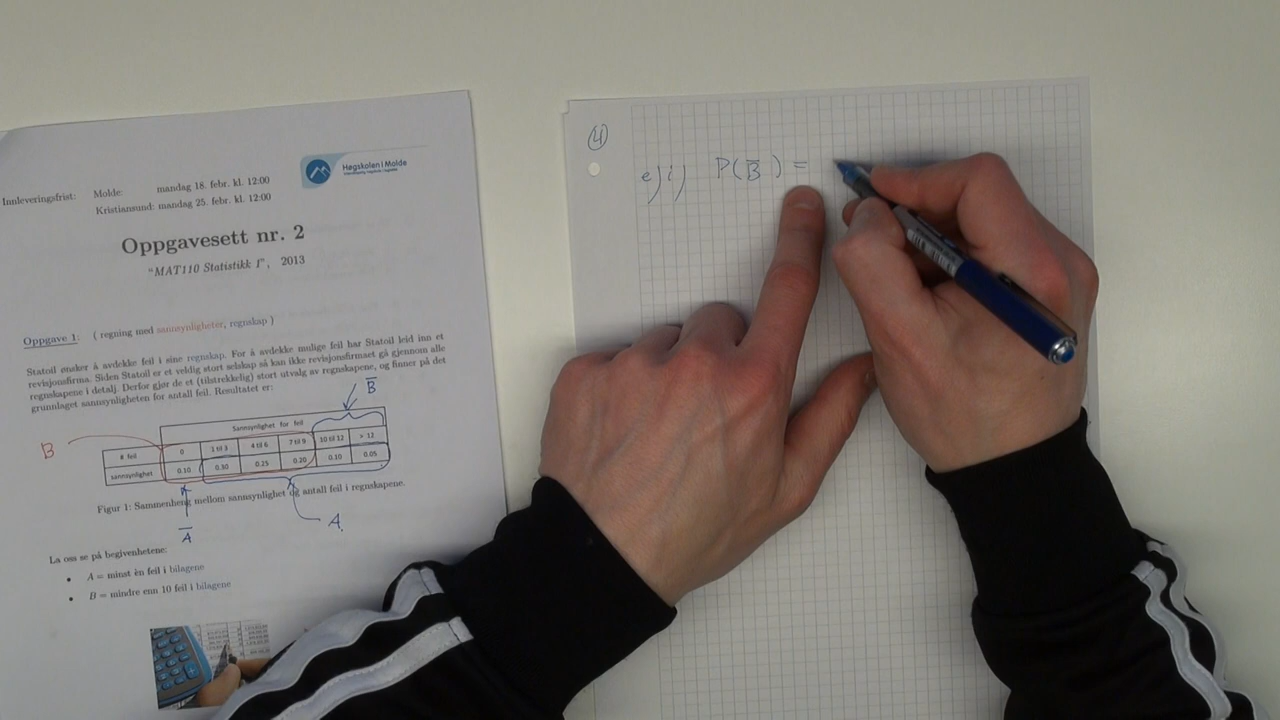 Høgskolen i Molde
Innleveringsfrist: Molde: mandag 18. febr. kl. 12:00
Kristiansund: mandag 25. febr. kl. 12:00
Oppgavesett nr. 2
"MAT110 Statistikk I", 2013
Oppgave 1: ( regning med sannsynligheter, regnskap )
Statoil ønsker å avdekke feil i sine regnskap. For å avdekke mulige feil har Statoil leid inn et
revisjonsfirma. Siden Statoil er et veldig stort selskap så kan ikke revisjonsfirmaet gå gjennom alle
regnskapene i detalj. Derfor gjør de et (tilstrekkelig) stort utvalg av regnskapene, og finner på det
grunnlaget sannsynligheten for antall feil. Resultatet er:
B̅
B
Sannsynlighet for feil
# feil 0 1 til 3 4 til 6 7 til 9 10 til 12 > 12
sannsynlighet 0.10 0.30 0.25 0.20 0.10 0.05
Figur 1: Sammenheng mellom sannsynlighet og antall feil i regnskapene.
A̅ A
La oss se på begivenhetene:
• A = minst èn feil i bilagene
• B = mindre enn 10 feil i bilagene
4
e) i) P(B̅) =